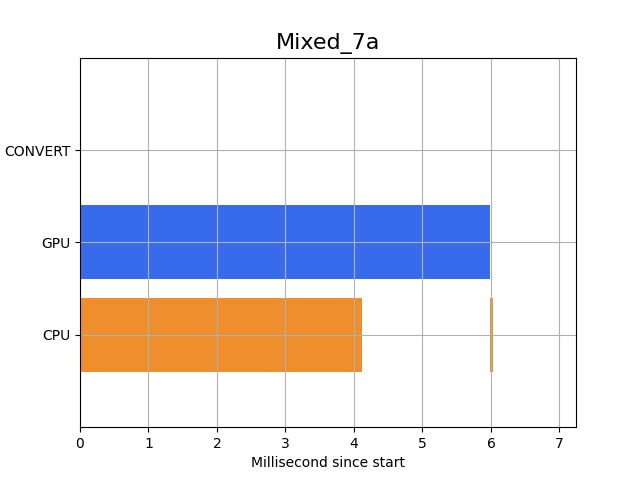 Mixed_7a
CONVERT
GPU
CPU
0 1 2 3 4 5 6 7
Millisecond since start